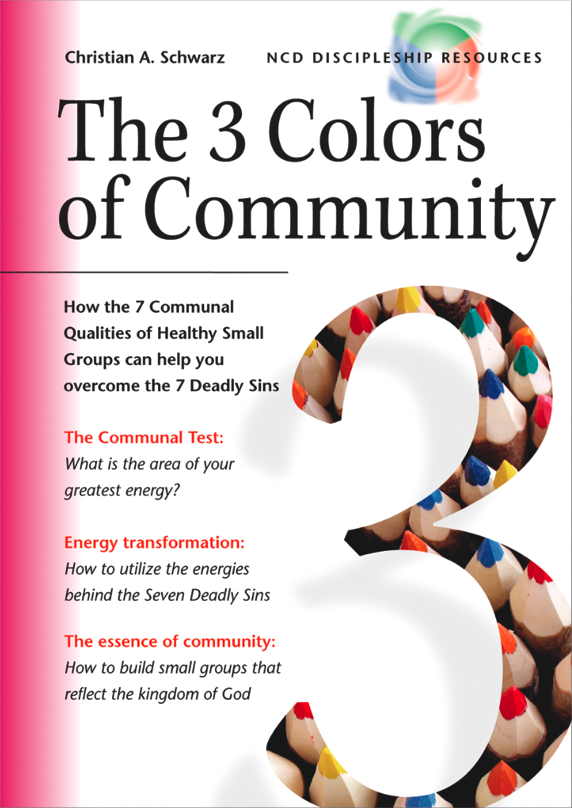 Christian A. Schwarz
NCD DISCIPLESHIP RESOURCES
The 3 Colors
of Community
How the 7 Communal
Qualities of Healthy Small
Groups can help you
overcome the 7 Deadly Sins
The Communal Test:
What is the area of your
greatest energy?
Energy transformation:
How to utilize the energies
behind the Seven Deadly Sins
The essence of community:
How to build small groups that
reflect the kingdom of God
3